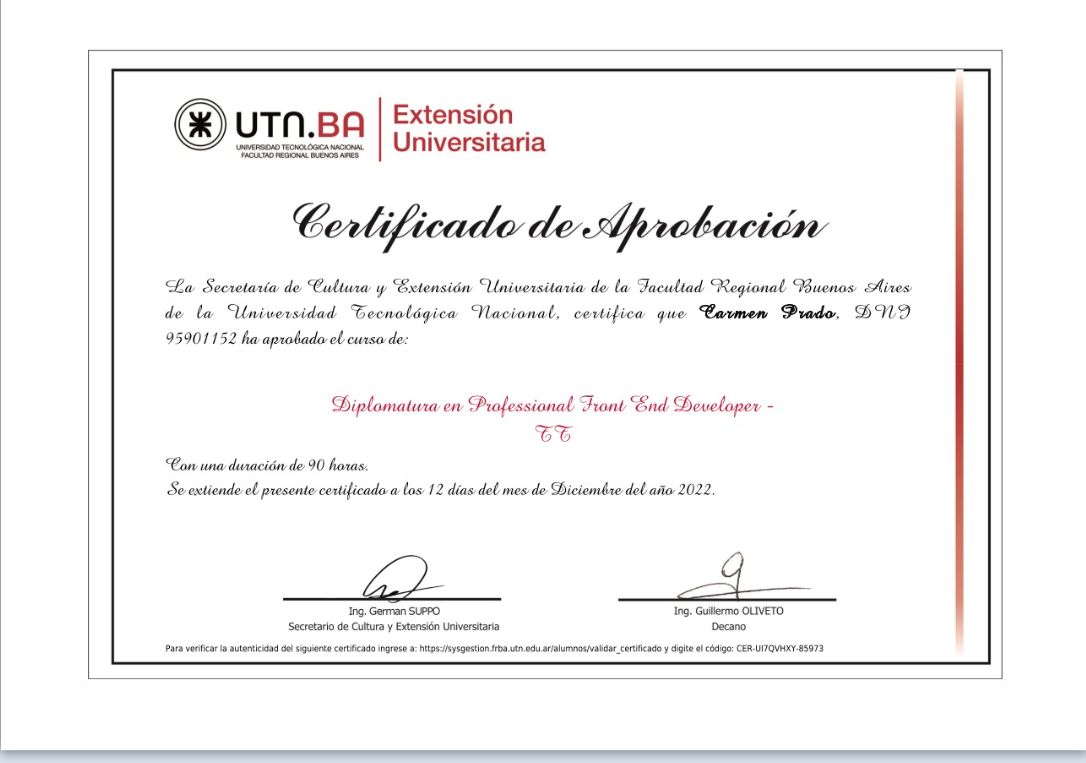 UTN.BA
UNIVERSIDAD TECNOLÓGICA NACIONAL
FACULTAD REGIONAL BUENOS AIRES
Extensión
Universitaria
Certificado de Aprobación
La Secretaría de Cultura y Extensión Universitaria de la Facultad Regional Buenos Aires
de la Universidad Tecnológica Nacional, certifica que Carmen Prado, DNI
95901152 ha aprobado el curso de:
Diplomatura en Professional Front End Developer -
TT
Con una duración de 90 horas.
Se extiende el presente certificado a los 12 días del mes de Diciembre del año 2022.
Ing. German SUPPO
Secretario de Cultura y Extensión Universitaria
Ing. Guillermo OLIVETO
Decano
Para verificar la autenticidad del siguiente certificado ingrese a: https://sysgestion.frba.utn.edu.ar/alumnos/validar_certificado y digite el código: CER-UI7QVHXY-85973